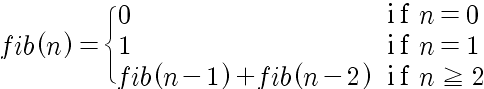 fib(n) = { 0 if n = 0
1 if n = 1
fib(n − 1) + fib(n − 2) if n ≧ 2